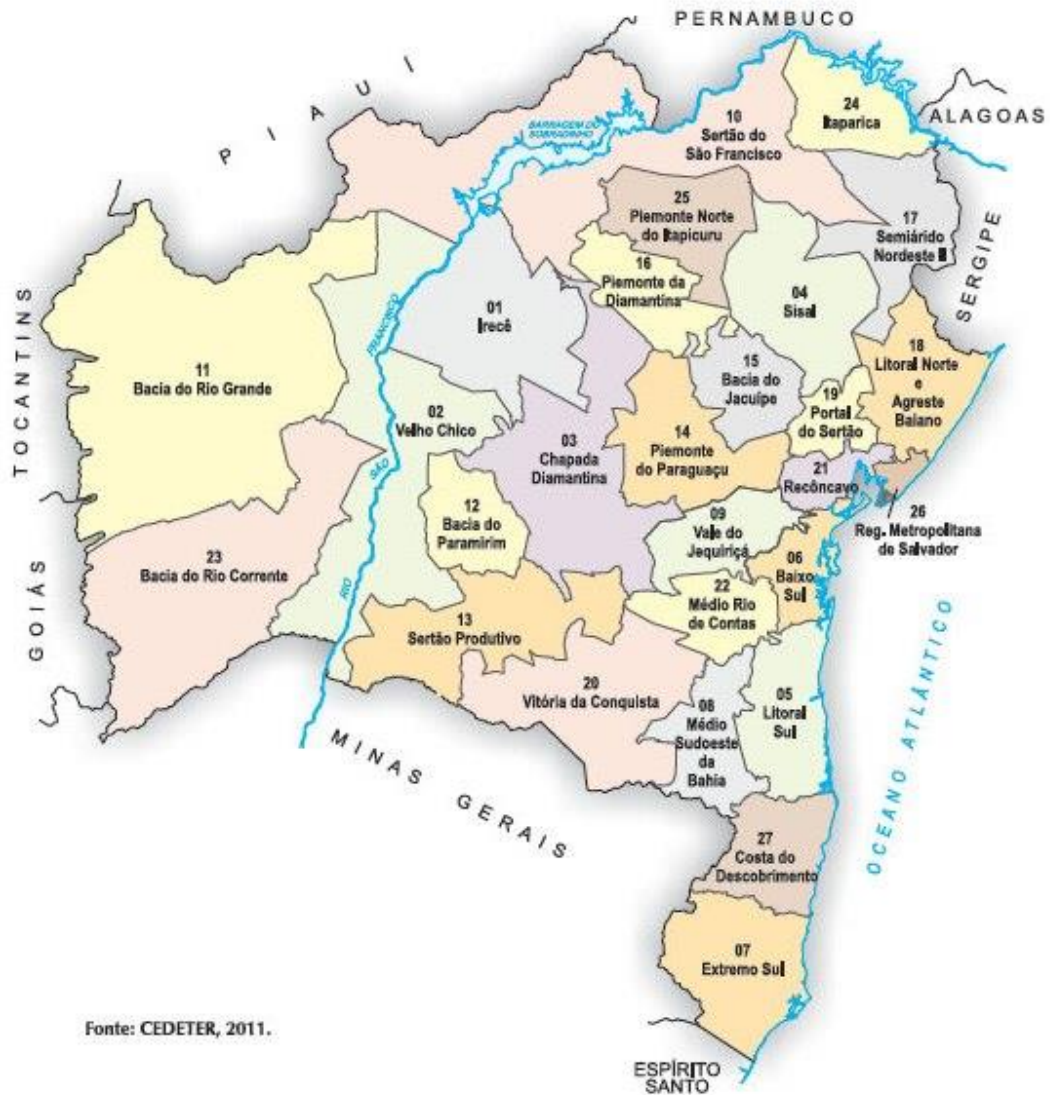 PERNAMBUCO
PIAUÍ
ALAGOAS
BARRAGEM DE
SOBRADINHO
10
Sertão do
São Francisco
24
Itaparica
25
Piemonte Norte
do Itapicuru
17
Semiárido
Nordeste II
SERGIPE
16
Piemonte da
Diamantina
04
Sisal
TOCANTINS
01
Irecê
FRANCISCO
11
Bacia do Rio Grande
15
Bacia do
Jacuípe
18
Litoral Norte
e
Agreste
Baiano
19
Portal
do Sertão
02
Velho Chico
03
Chapada
Diamantina
14
Piemonte
do Paraguaçu
SÃO
21
Recôncavo
12
Bacia do
Paramirim
09
Vale do
Jequiriçá
26
Reg. Metropolitana
de Salvador
GOIÁS
23
Bacia do Rio Corrente
06
Baixo
Sul
22
Médio Rio
de Contas
RIO
13
Sertão Produtivo
20
Vitória da Conquista
08
Médio
Sudoeste
da
Bahia
05
Litoral
Sul
OCEANO ATLÂNTICO
MINAS GERAIS
27
Costa do
Descobrimento
07
Extremo Sul
Fonte: CEDETER, 2011.
ESPÍRITO
SANTO